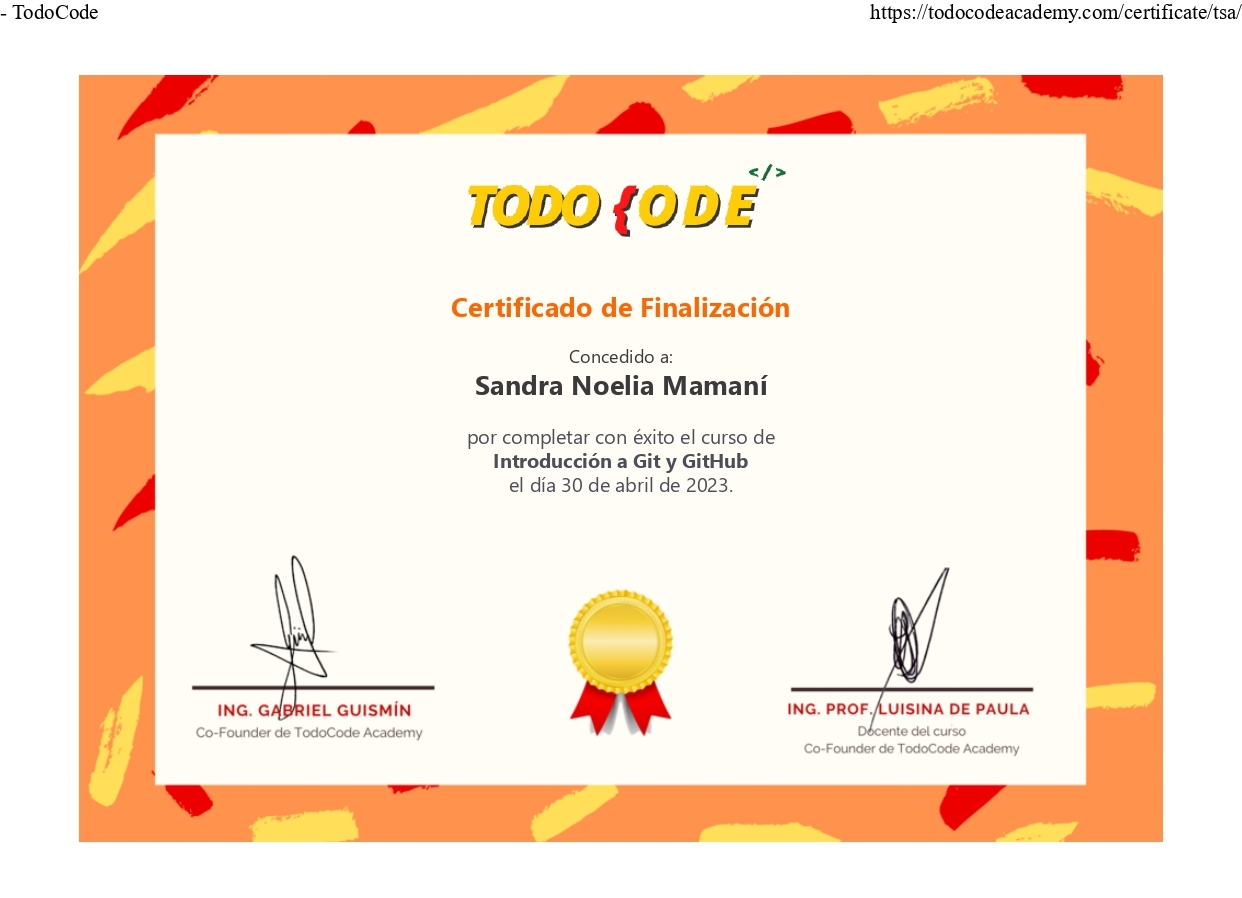 - TodoCode
https://todocodeacademy.com/certificate/tsa/
</>
TODO {ODE
Certificado de Finalización
Concedido a:
Sandra Noelia Mamaní
por completar con éxito el curso de
Introducción a Git y GitHub
el día 30 de abril de 2023.
ING. GABRIEL GUISMÍN
Co-Founder de TodoCode Academy
ING. PROF. LUISINA DE PAULA
Docente del curso
Co-Founder de TodoCode Academy